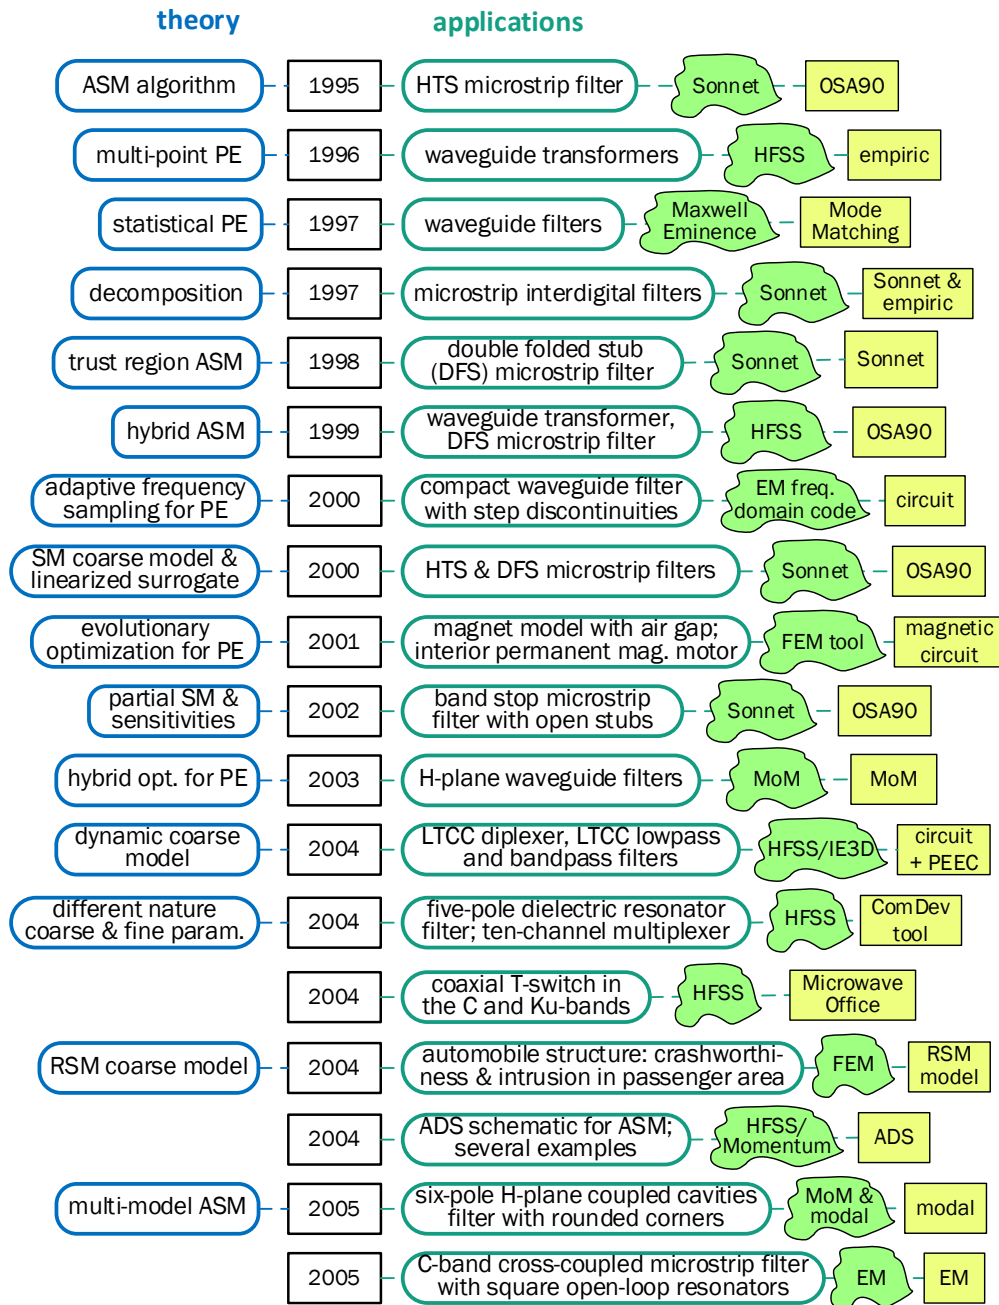 theory applications
ASM algorithm 1995 HTS microstrip filter Sonnet OSA90
multi-point PE 1996 waveguide transformers HFSS empiric
statistical PE 1997 waveguide filters Maxwell Eminence Mode Matching
decomposition 1997 microstrip interdigital filters Sonnet Sonnet & empiric
trust region ASM 1998 double folded stub (DFS) microstrip filter Sonnet Sonnet
hybrid ASM 1999 waveguide transformer, DFS microstrip filter HFSS OSA90
adaptive frequency sampling for PE 2000 compact waveguide filter with step discontinuities EM freq. domain code circuit
SM coarse model & linearized surrogate 2000 HTS & DFS microstrip filters Sonnet OSA90
evolutionary optimization for PE 2001 magnet model with air gap; interior permanent mag. motor FEM tool magnetic circuit
partial SM & sensitivities 2002 band stop microstrip filter with open stubs Sonnet OSA90
hybrid opt. for PE 2003 H-plane waveguide filters MoM MoM
dynamic coarse model 2004 LTCC diplexer, LTCC lowpass and bandpass filters HFSS/IE3D circuit + PEEC
different nature coarse & fine param. 2004 five-pole dielectric resonator filter; ten-channel multiplexer HFSS ComDev tool
2004 coaxial T-switch in the C and Ku-bands HFSS Microwave Office
RSM coarse model 2004 automobile structure: crashworthi- ness & intrusion in passenger area FEM RSM model
2004 ADS schematic for ASM; several examples HFSS/ Momentum ADS
multi-model ASM 2005 six-pole H-plane coupled cavities filter with rounded corners MoM & modal modal
2005 C-band cross-coupled microstrip filter with square open-loop resonators EM EM